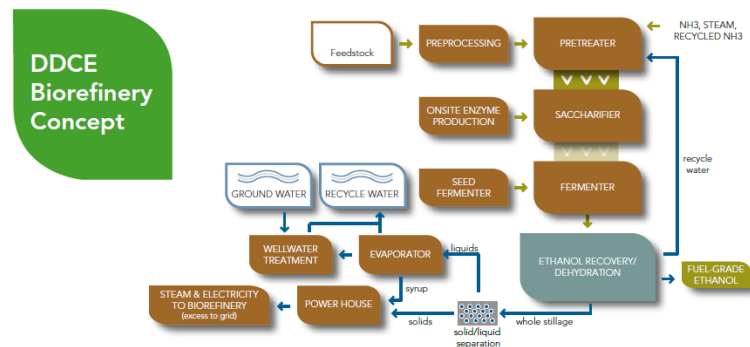 DDCE
Biorefinery
Concept
Feedstock
PREPROCESSING
PRETREATER
NH3, STEAM,
RECYCLED NH3
ONSITE ENZYME
PRODUCTION
SACCHARIFIER
recycle
water
GROUND WATER
RECYCLE WATER
SEED
FERMENTER
FERMENTER
WELLWATER
TREATMENT
EVAPORATOR
liquids
ETHANOL RECOVERY/
DEHYDRATION
FUEL-GRADE
ETHANOL
syrup
STEAM & ELECTRICITY
TO BIOREFINERY
(excess to grid)
POWER HOUSE
solids
solid/liquid
separation
whole stillage